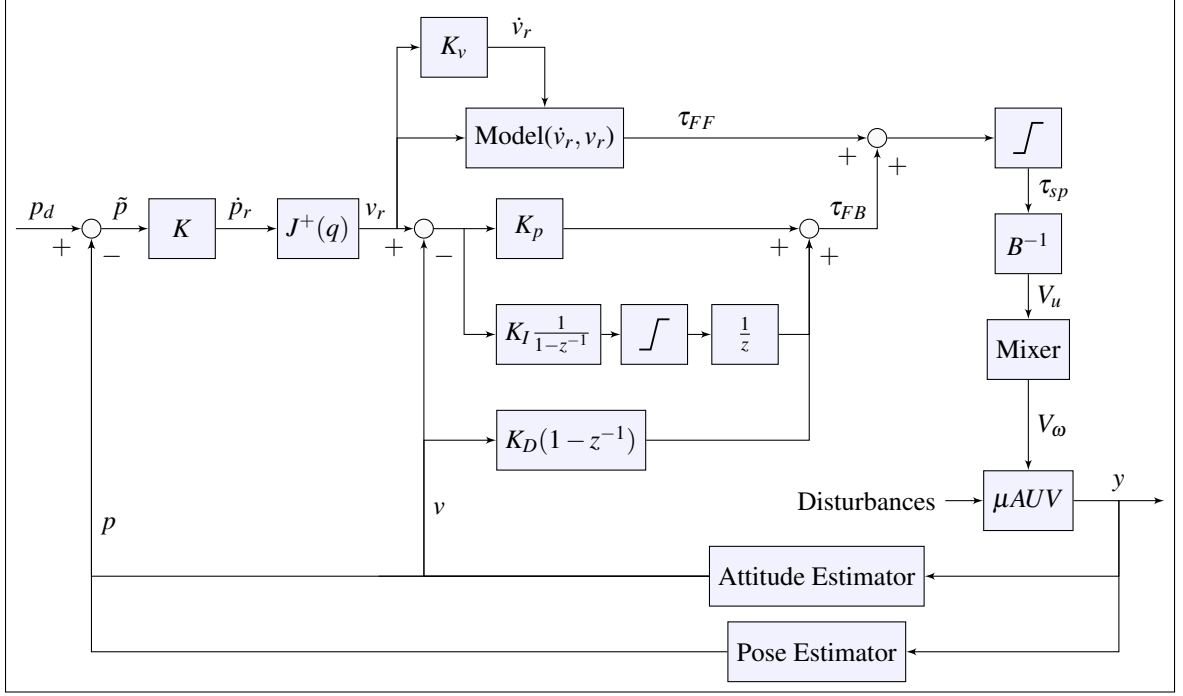 K_v
v̇_r
Model(v̇_r, v_r)
τ_FF
+
+
τ_sp
p_d
+
−
p̃
K
ṗ_r
J⁺(q)
v_r
+
−
K_p
+
+
τ_FB
B⁻¹
V_u
K_I 1/(1−z⁻¹)
1/z
Mixer
K_D(1 − z⁻¹)
V_ω
p
v
Disturbances
μAUV
y
Attitude Estimator
Pose Estimator